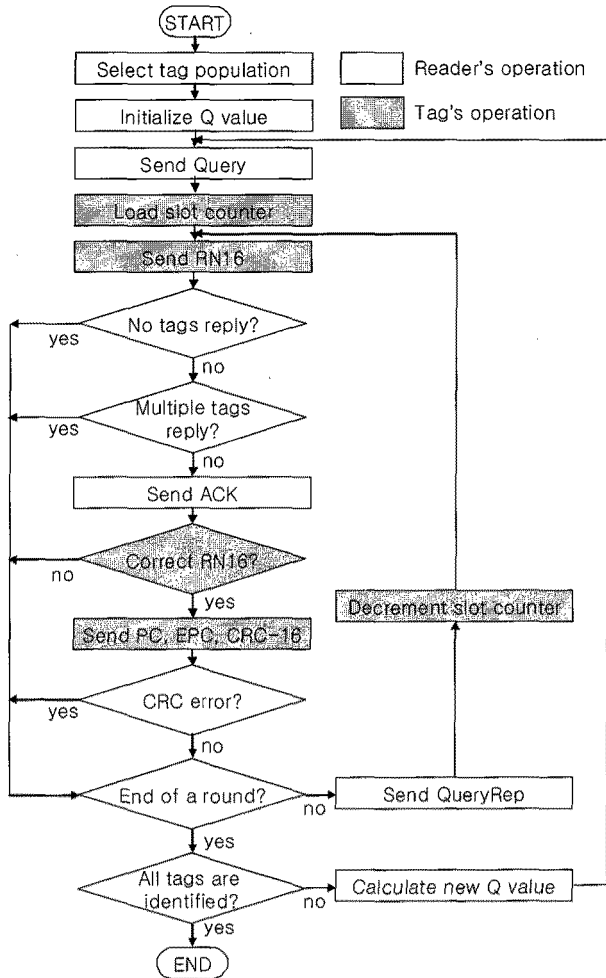 START
Select tag population
Reader's operation
Initialize Q value
Tag's operation
Send Query
Load slot counter
Send RN16
No tags reply?
yes
no
Multiple tags
reply?
yes
no
Send ACK
Correct RN16?
no
yes
Decrement slot counter
Send PC, EPC, CRC-16
CRC error?
yes
no
End of a round?
no
Send QueryRep
yes
All tags are
identified?
no
Calculate new Q value
yes
END